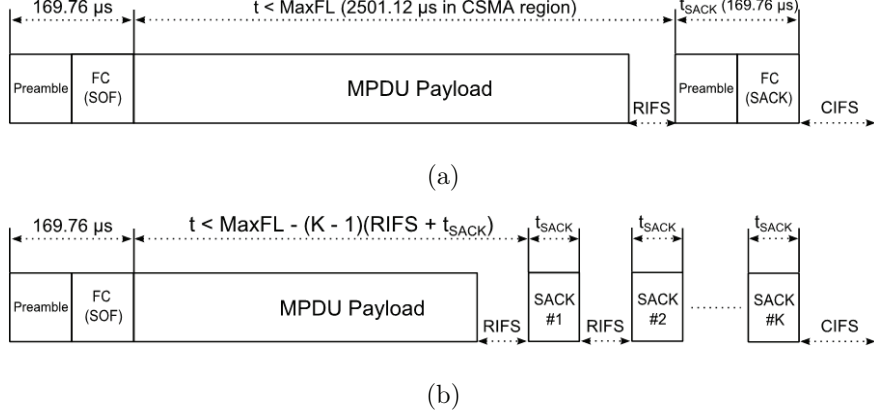 169.76 µs
t < MaxFL (2501.12 µs in CSMA region)
tSACK (169.76 µs)
Preamble
FC
(SOF)
MPDU Payload
RIFS
Preamble
FC
(SACK)
CIFS
(a)
169.76 µs
t < MaxFL - (K - 1)(RIFS + tSACK)
tSACK
tSACK
tSACK
Preamble
FC
(SOF)
MPDU Payload
RIFS
SACK
#1
RIFS
SACK
#2
SACK
#K
CIFS
(b)